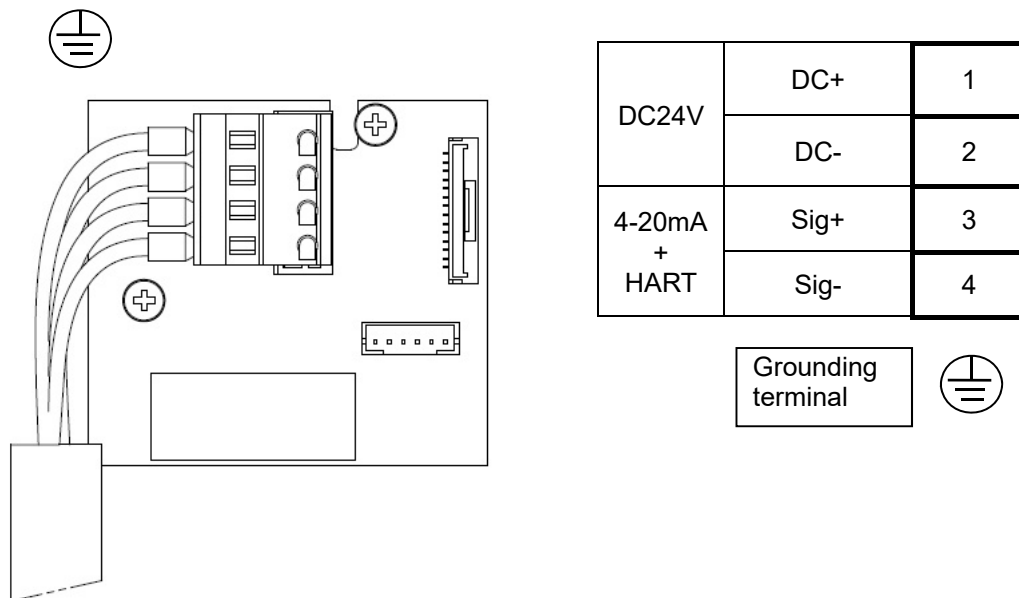 DC24V
DC+
1
DC-
2
4-20mA
+
HART
Sig+
3
Sig-
4
Grounding
terminal